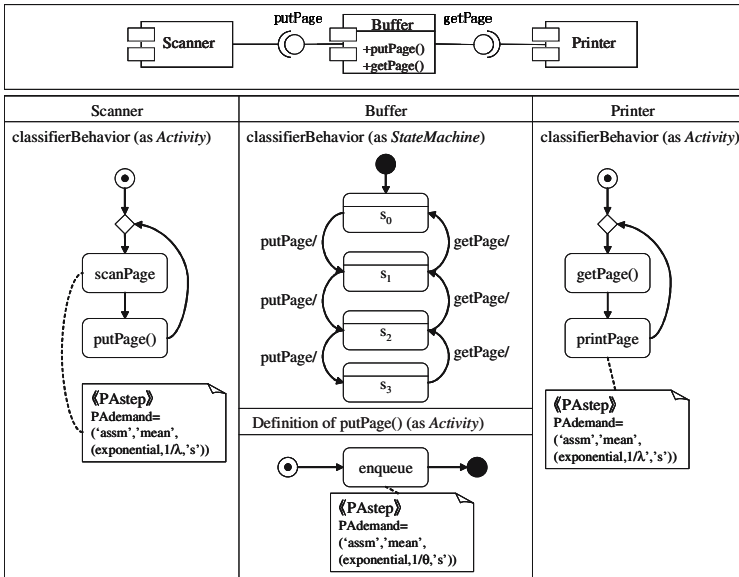 putPage
getPage
Scanner
Buffer
+putPage()
+getPage()
Printer
Scanner
classifierBehavior (as Activity)
scanPage
putPage()
《PAstep》
PAdemand=
(‘assm’,’mean’,
(exponential,1/λ,’s’))
Buffer
classifierBehavior (as StateMachine)
s0
putPage/
getPage/
s1
putPage/
getPage/
s2
putPage/
getPage/
s3
Definition of putPage() (as Activity)
enqueue
《PAstep》
PAdemand=
(‘assm’,’mean’,
(exponential,1/θ,’s’))
Printer
classifierBehavior (as Activity)
getPage()
printPage
《PAstep》
PAdemand=
(‘assm’,’mean’,
(exponential,1/λ’,’s’))